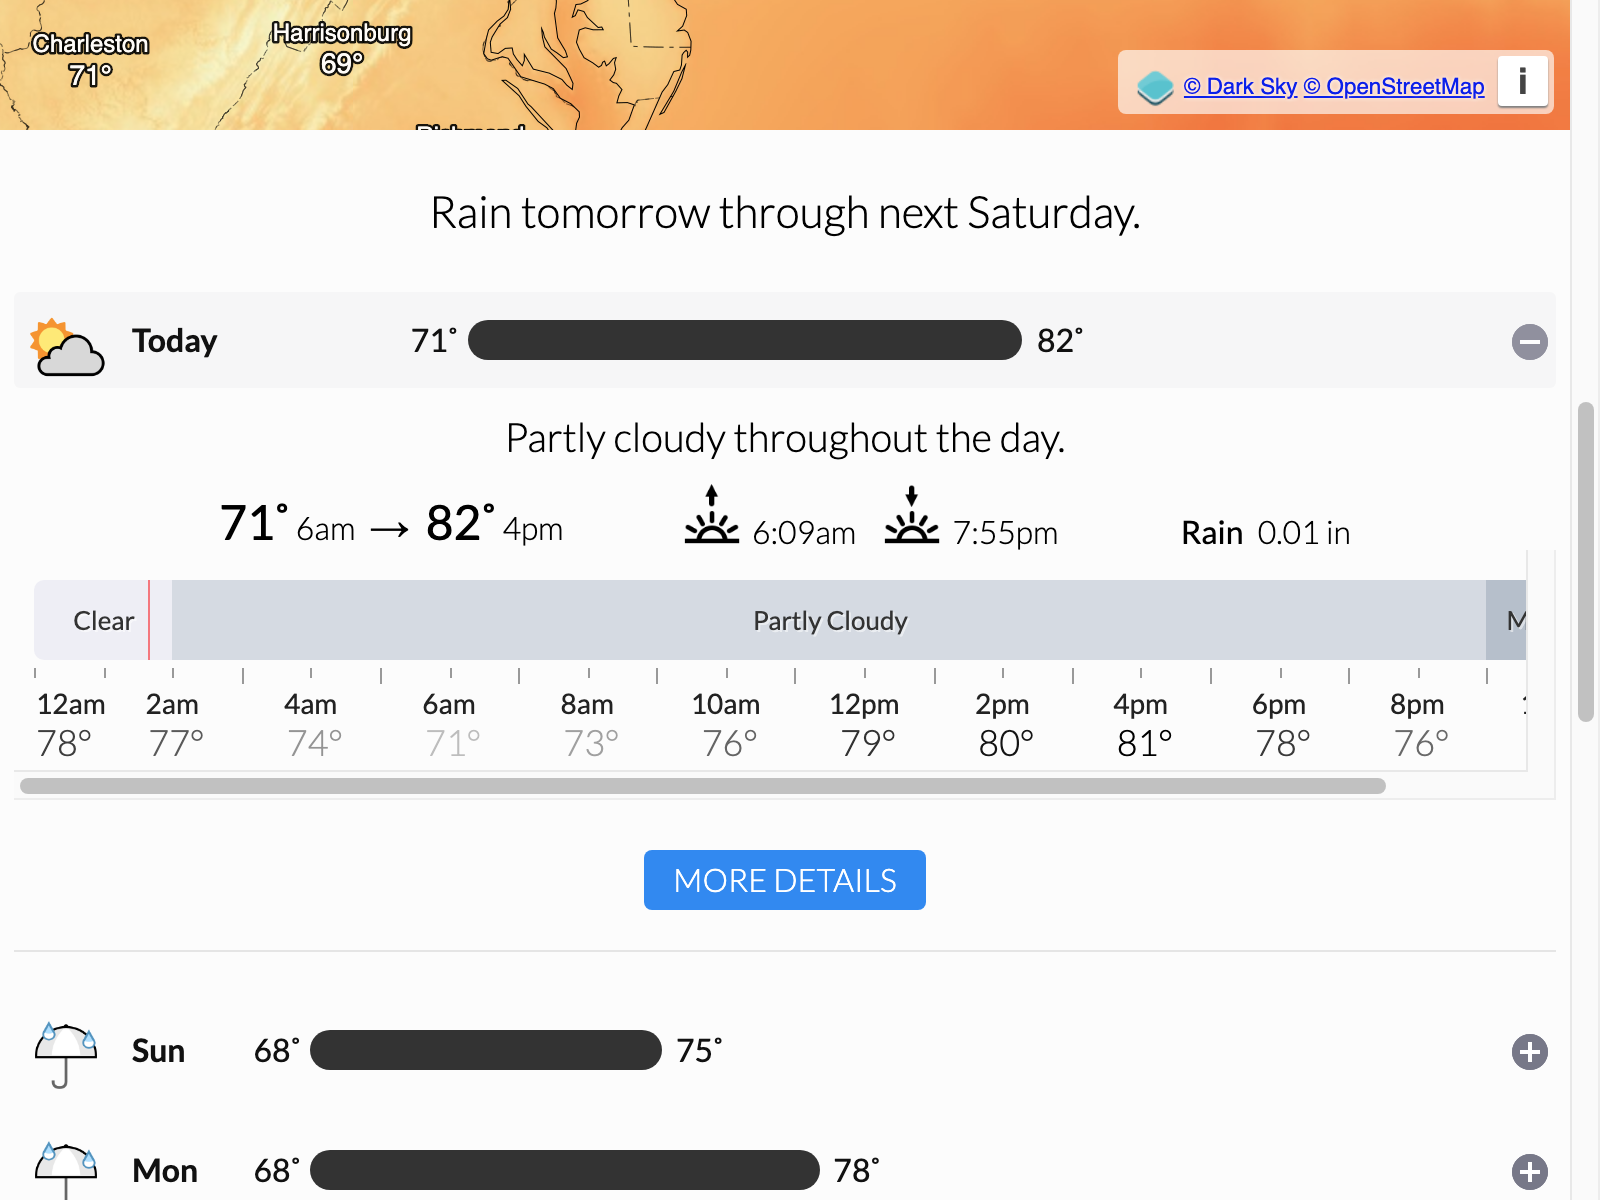 Charleston
71°
Harrisonburg
69°
© Dark Sky © OpenStreetMap
i
Rain tomorrow through next Saturday.
Today 71˚ 82˚
Partly cloudy throughout the day.
71˚ 6am → 82˚ 4pm 6:09am 7:55pm Rain 0.01 in
Clear Partly Cloudy
12am 2am 4am 6am 8am 10am 12pm 2pm 4pm 6pm 8pm
78° 77° 74° 71° 73° 76° 79° 80° 81° 78° 76°
MORE DETAILS
Sun 68˚ 75˚
Mon 68˚ 78˚